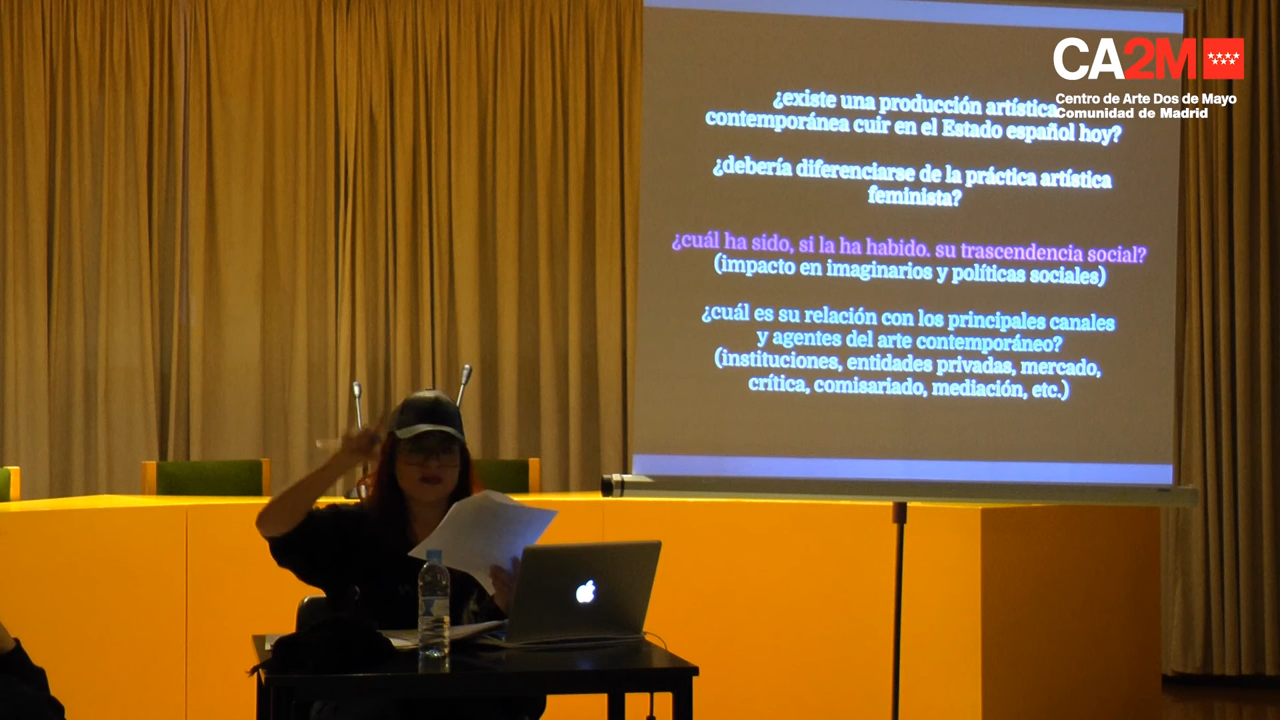 CA2M
Centro de Arte Dos de Mayo
Comunidad de Madrid
¿existe una producción artística
contemporánea cuir en el Estado español hoy?
¿debería diferenciarse de la práctica artística
feminista?
¿cuál ha sido, si la ha habido. su trascendencia social?
(impacto en imaginarios y políticas sociales)
¿cuál es su relación con los principales canales
y agentes del arte contemporáneo?
(instituciones, entidades privadas, mercado,
crítica, comisariado, mediación, etc.)